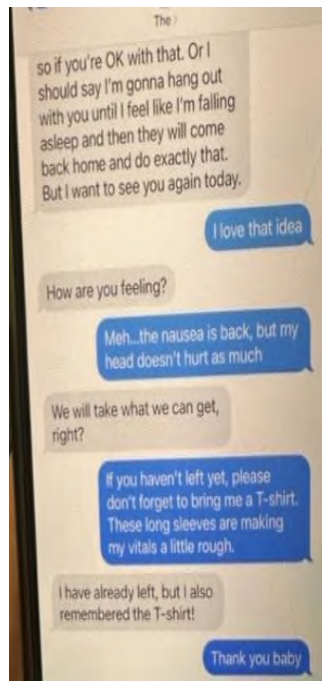 The
so if you're OK with that. Or I
should say I'm gonna hang out
with you until I feel like I'm falling
asleep and then they will come
back home and do exactly that.
But I want to see you again today.
I love that idea
How are you feeling?
Meh...the nausea is back, but my
head doesn't hurt as much
We will take what we can get,
right?
If you haven't left yet, please
don't forget to bring me a T-shirt.
These long sleeves are making
my vitals a little rough.
I have already left, but I also
remembered the T-shirt!
Thank you baby